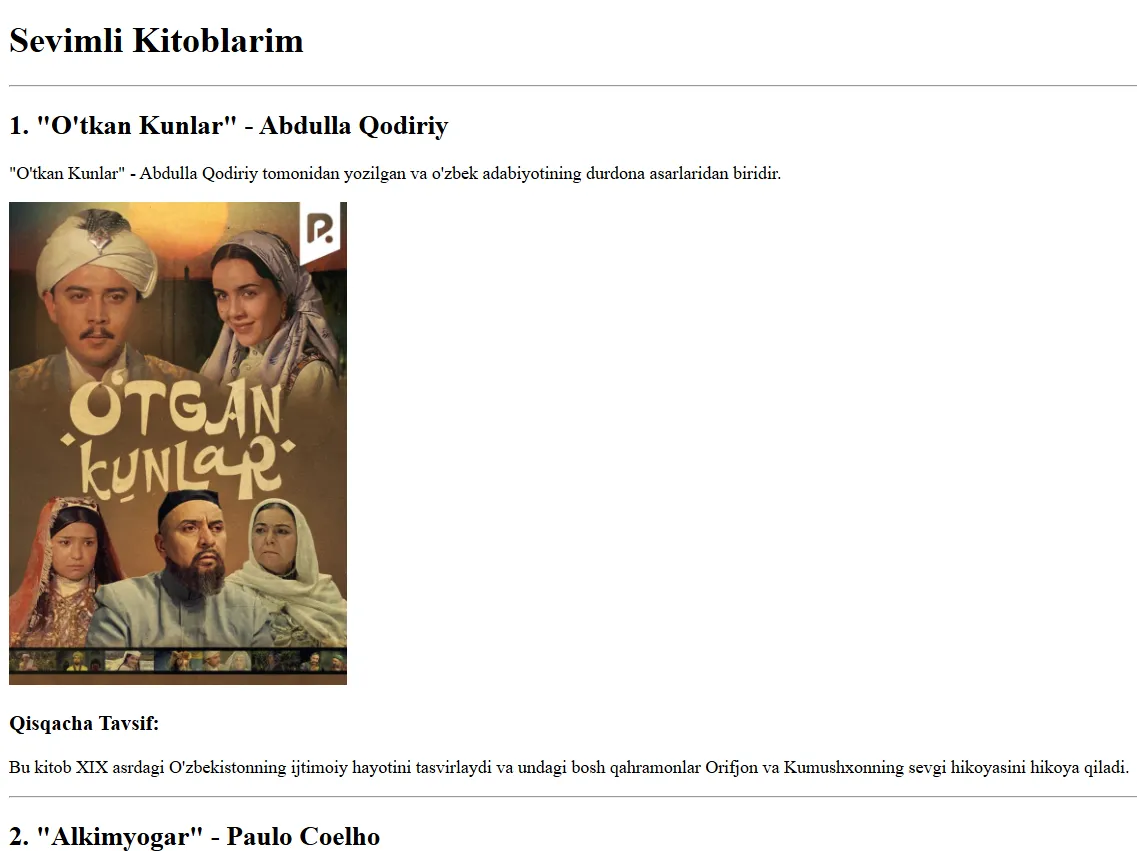 Sevimli Kitoblarim
1. "O'tkan Kunlar" - Abdulla Qodiriy
"O'tkan Kunlar" - Abdulla Qodiriy tomonidan yozilgan va o'zbek adabiyotining durdona asarlaridan biridir.
P.
O'TGAN
KUNLAR
Qisqacha Tavsif:
Bu kitob XIX asrdagi O'zbekistonning ijtimoiy hayotini tasvirlaydi va undagi bosh qahramonlar Orifjon va Kumushxonning sevgi hikoyasini hikoya qiladi.
2. "Alkimyogar" - Paulo Coelho